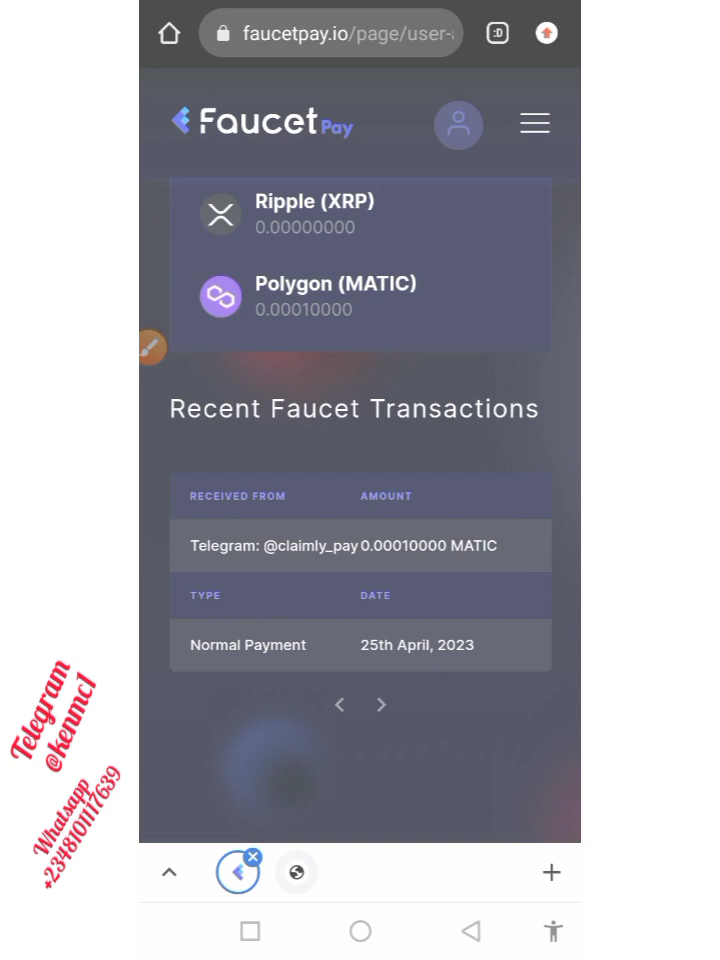 :D
faucetpay.io/page/user-
Faucet Pay
Ripple (XRP)
0.00000000
Polygon (MATIC)
0.00010000
Recent Faucet Transactions
RECEIVED FROM AMOUNT
Telegram: @claimly_pay 0.00010000 MATIC
TYPE DATE
Normal Payment 25th April, 2023
Telegram
@kenmc1
Whatsapp
+2348101117639